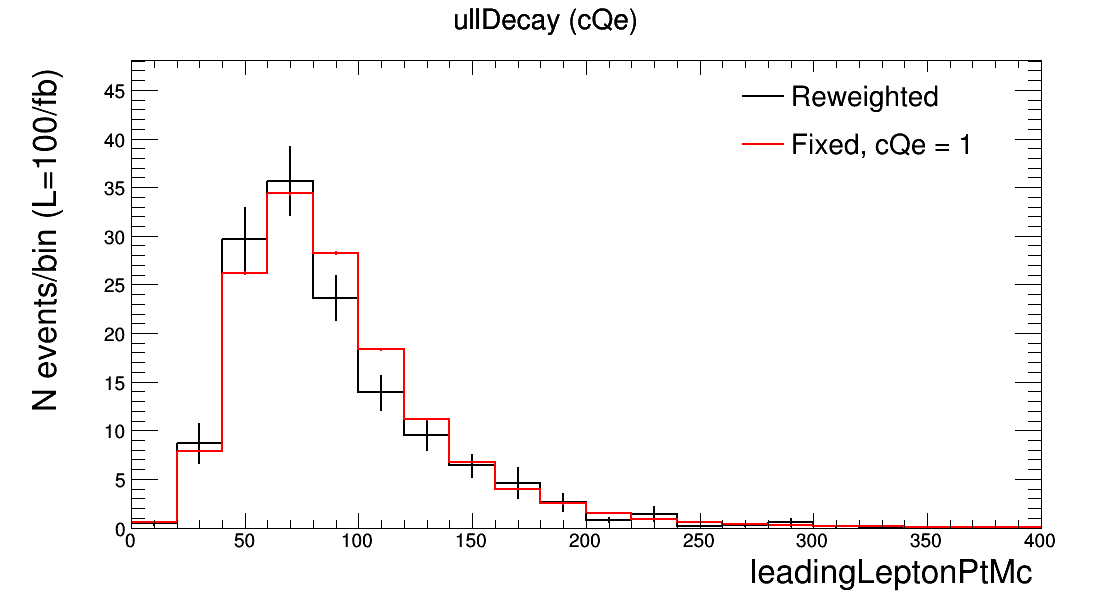 ullDecay (cQe)
N events/bin (L=100/fb)
45
40
35
30
25
20
15
10
5
0
Reweighted
Fixed, cQe = 1
0 50 100 150 200 250 300 350 400
leadingLeptonPtMc